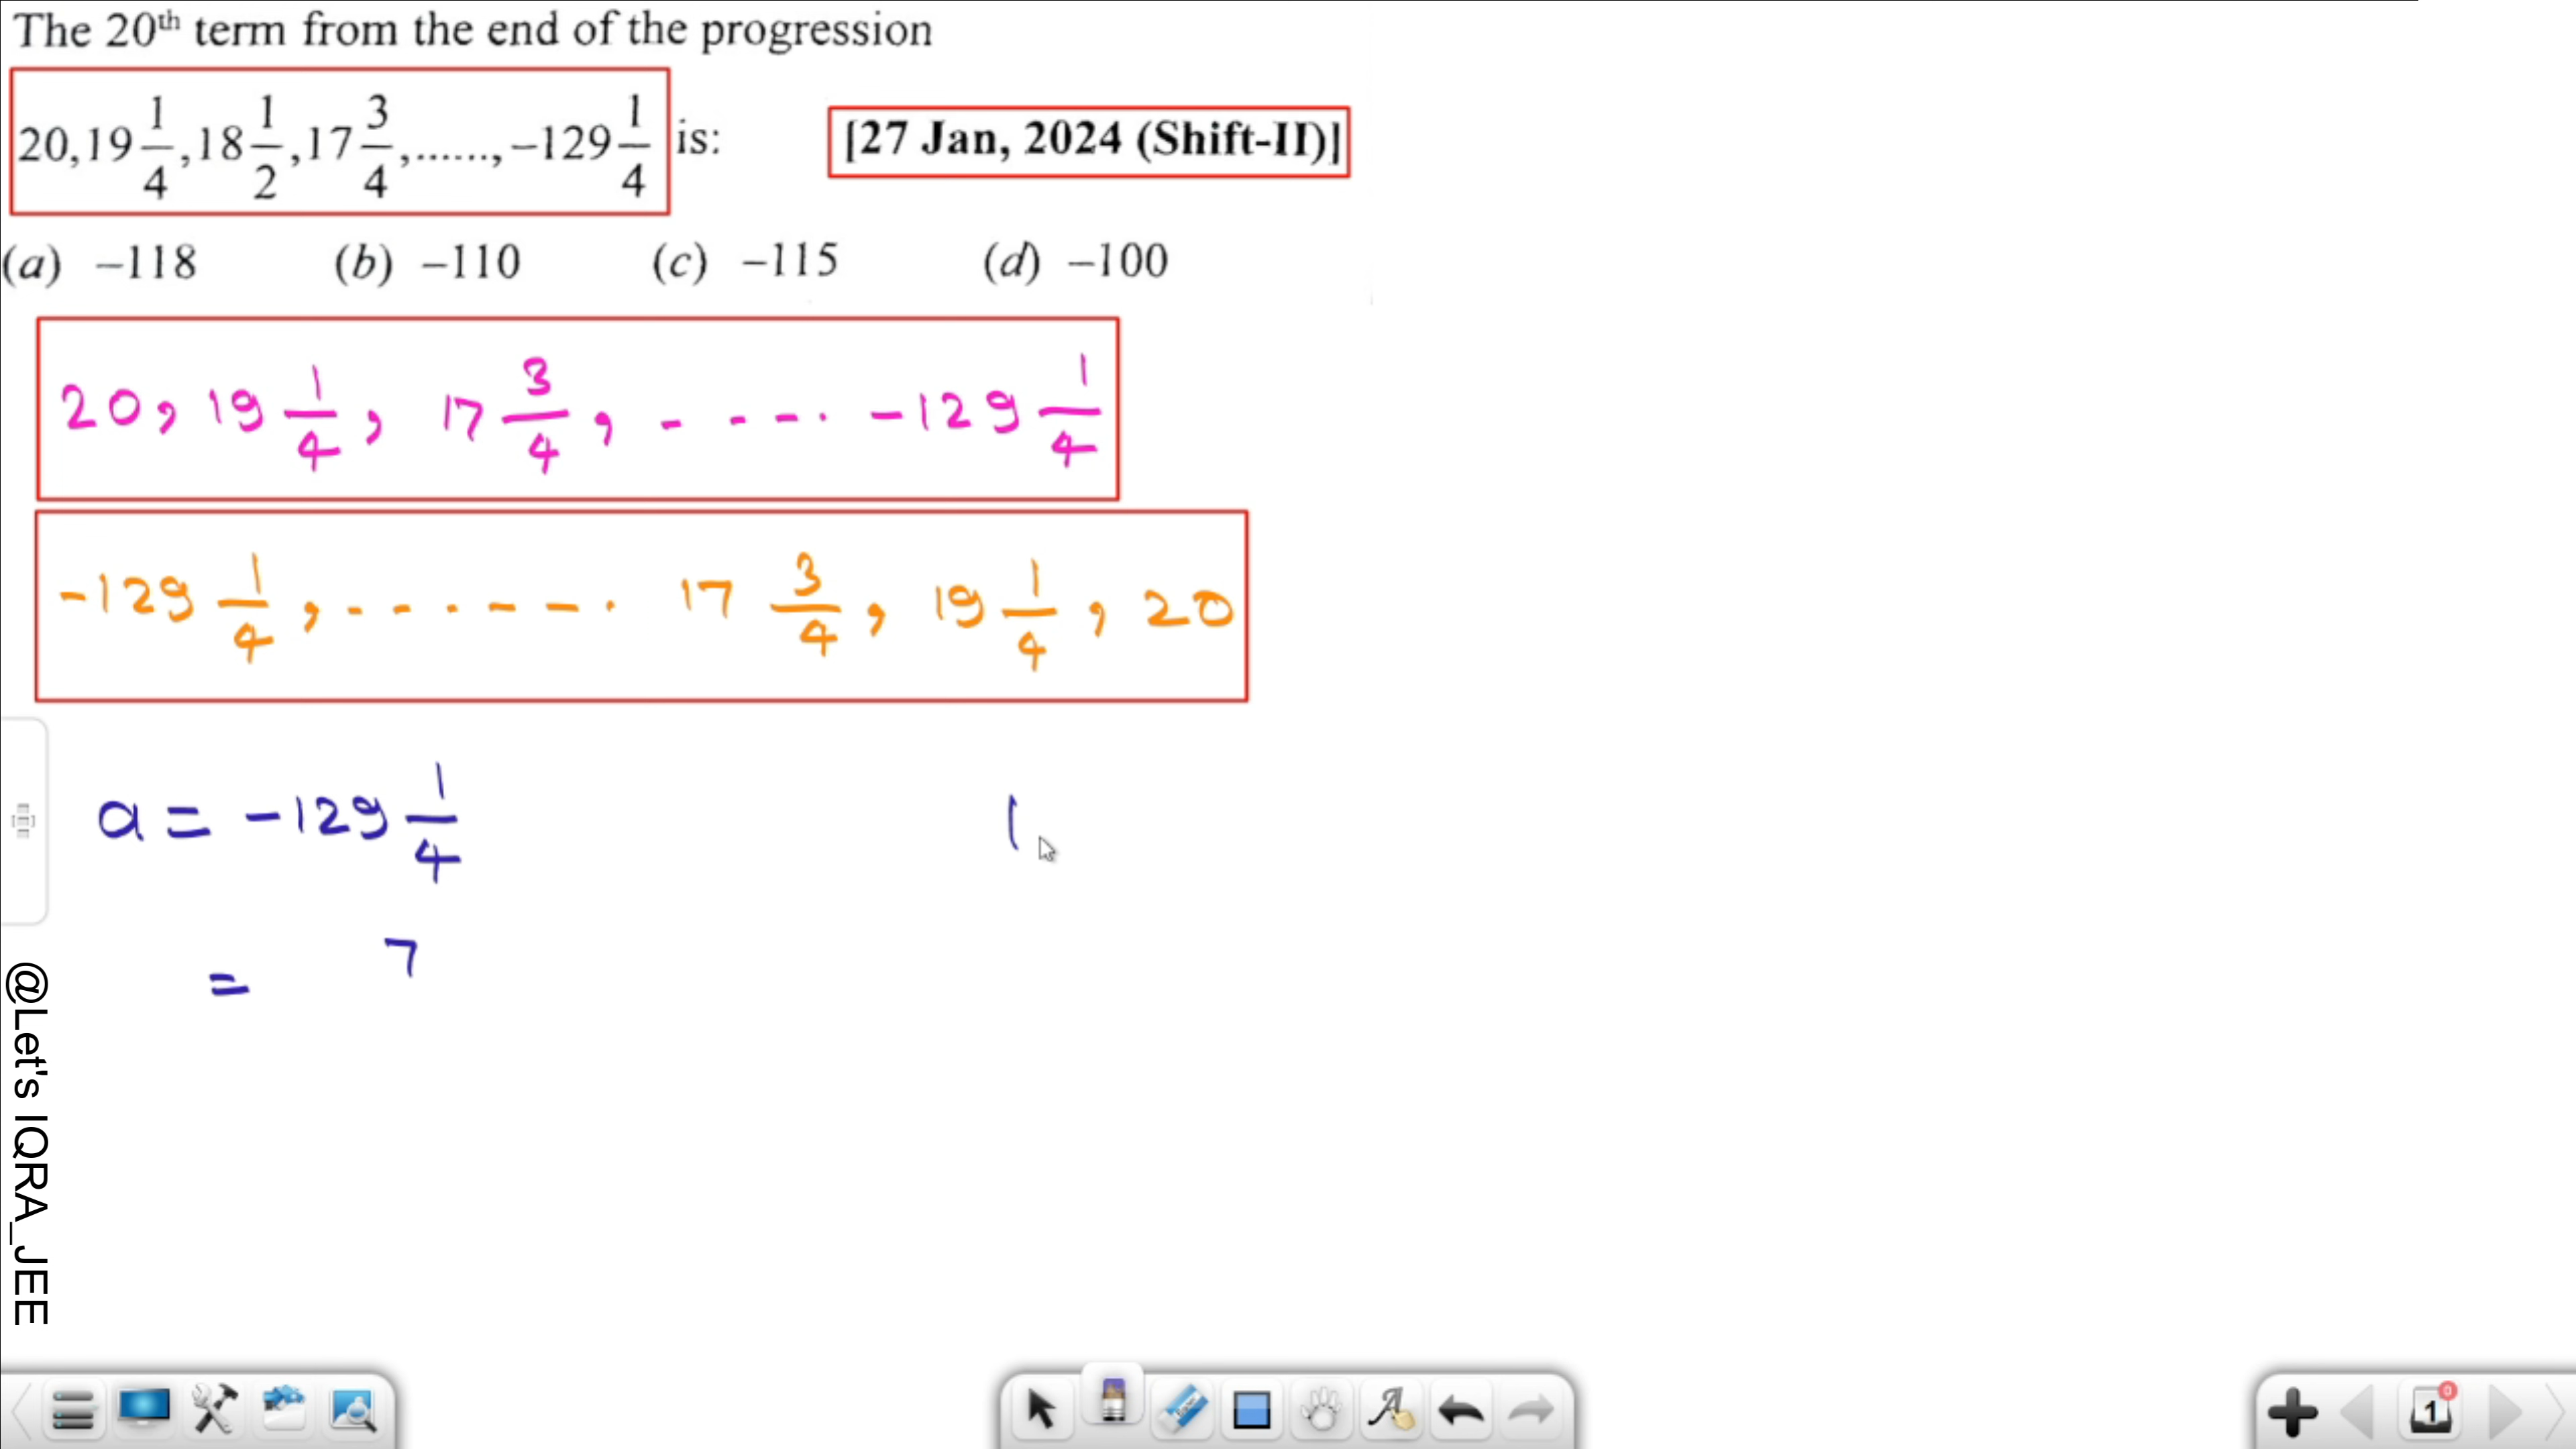 The 20th term from the end of the progression
20, 19 1/4, 18 1/2, 17 3/4, ......, −129 1/4 is: [27 Jan, 2024 (Shift-II)]
(a) −118 (b) −110 (c) −115 (d) −100
20, 19 1/4, 17 3/4, - - - - . -129 1/4
-129 1/4, - - . - - . 17 3/4, 19 1/4, 20
a = -129 1/4
= 7
@Let's IQRA_JEE
1
0